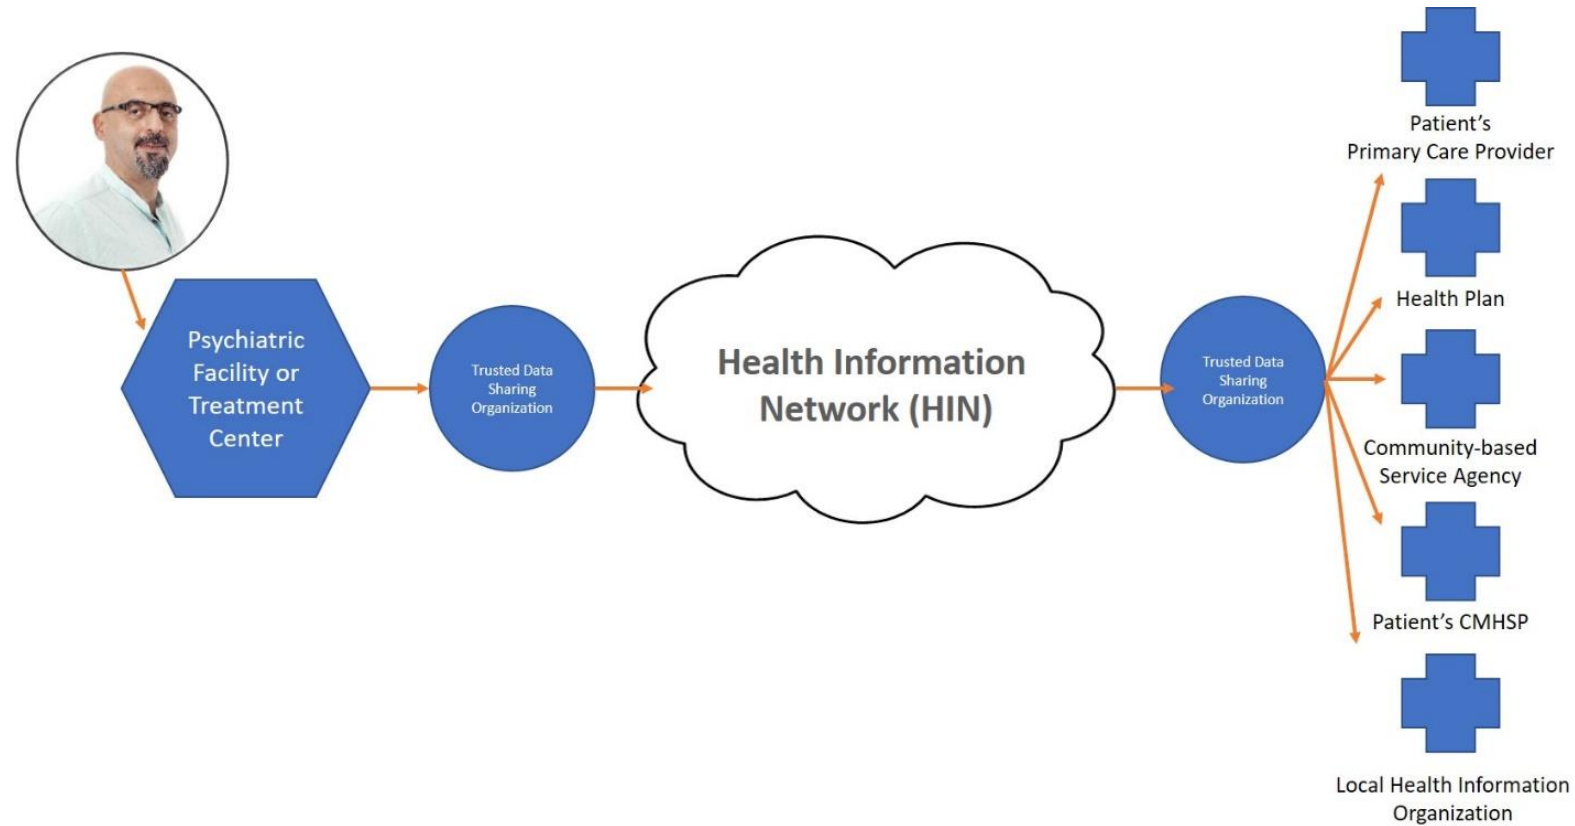 Psychiatric
Facility or
Treatment
Center
Trusted Data
Sharing
Organization
Health Information
Network (HIN)
Trusted Data
Sharing
Organization
Patient’s
Primary Care Provider
Health Plan
Community-based
Service Agency
Patient’s CMHSP
Local Health Information
Organization